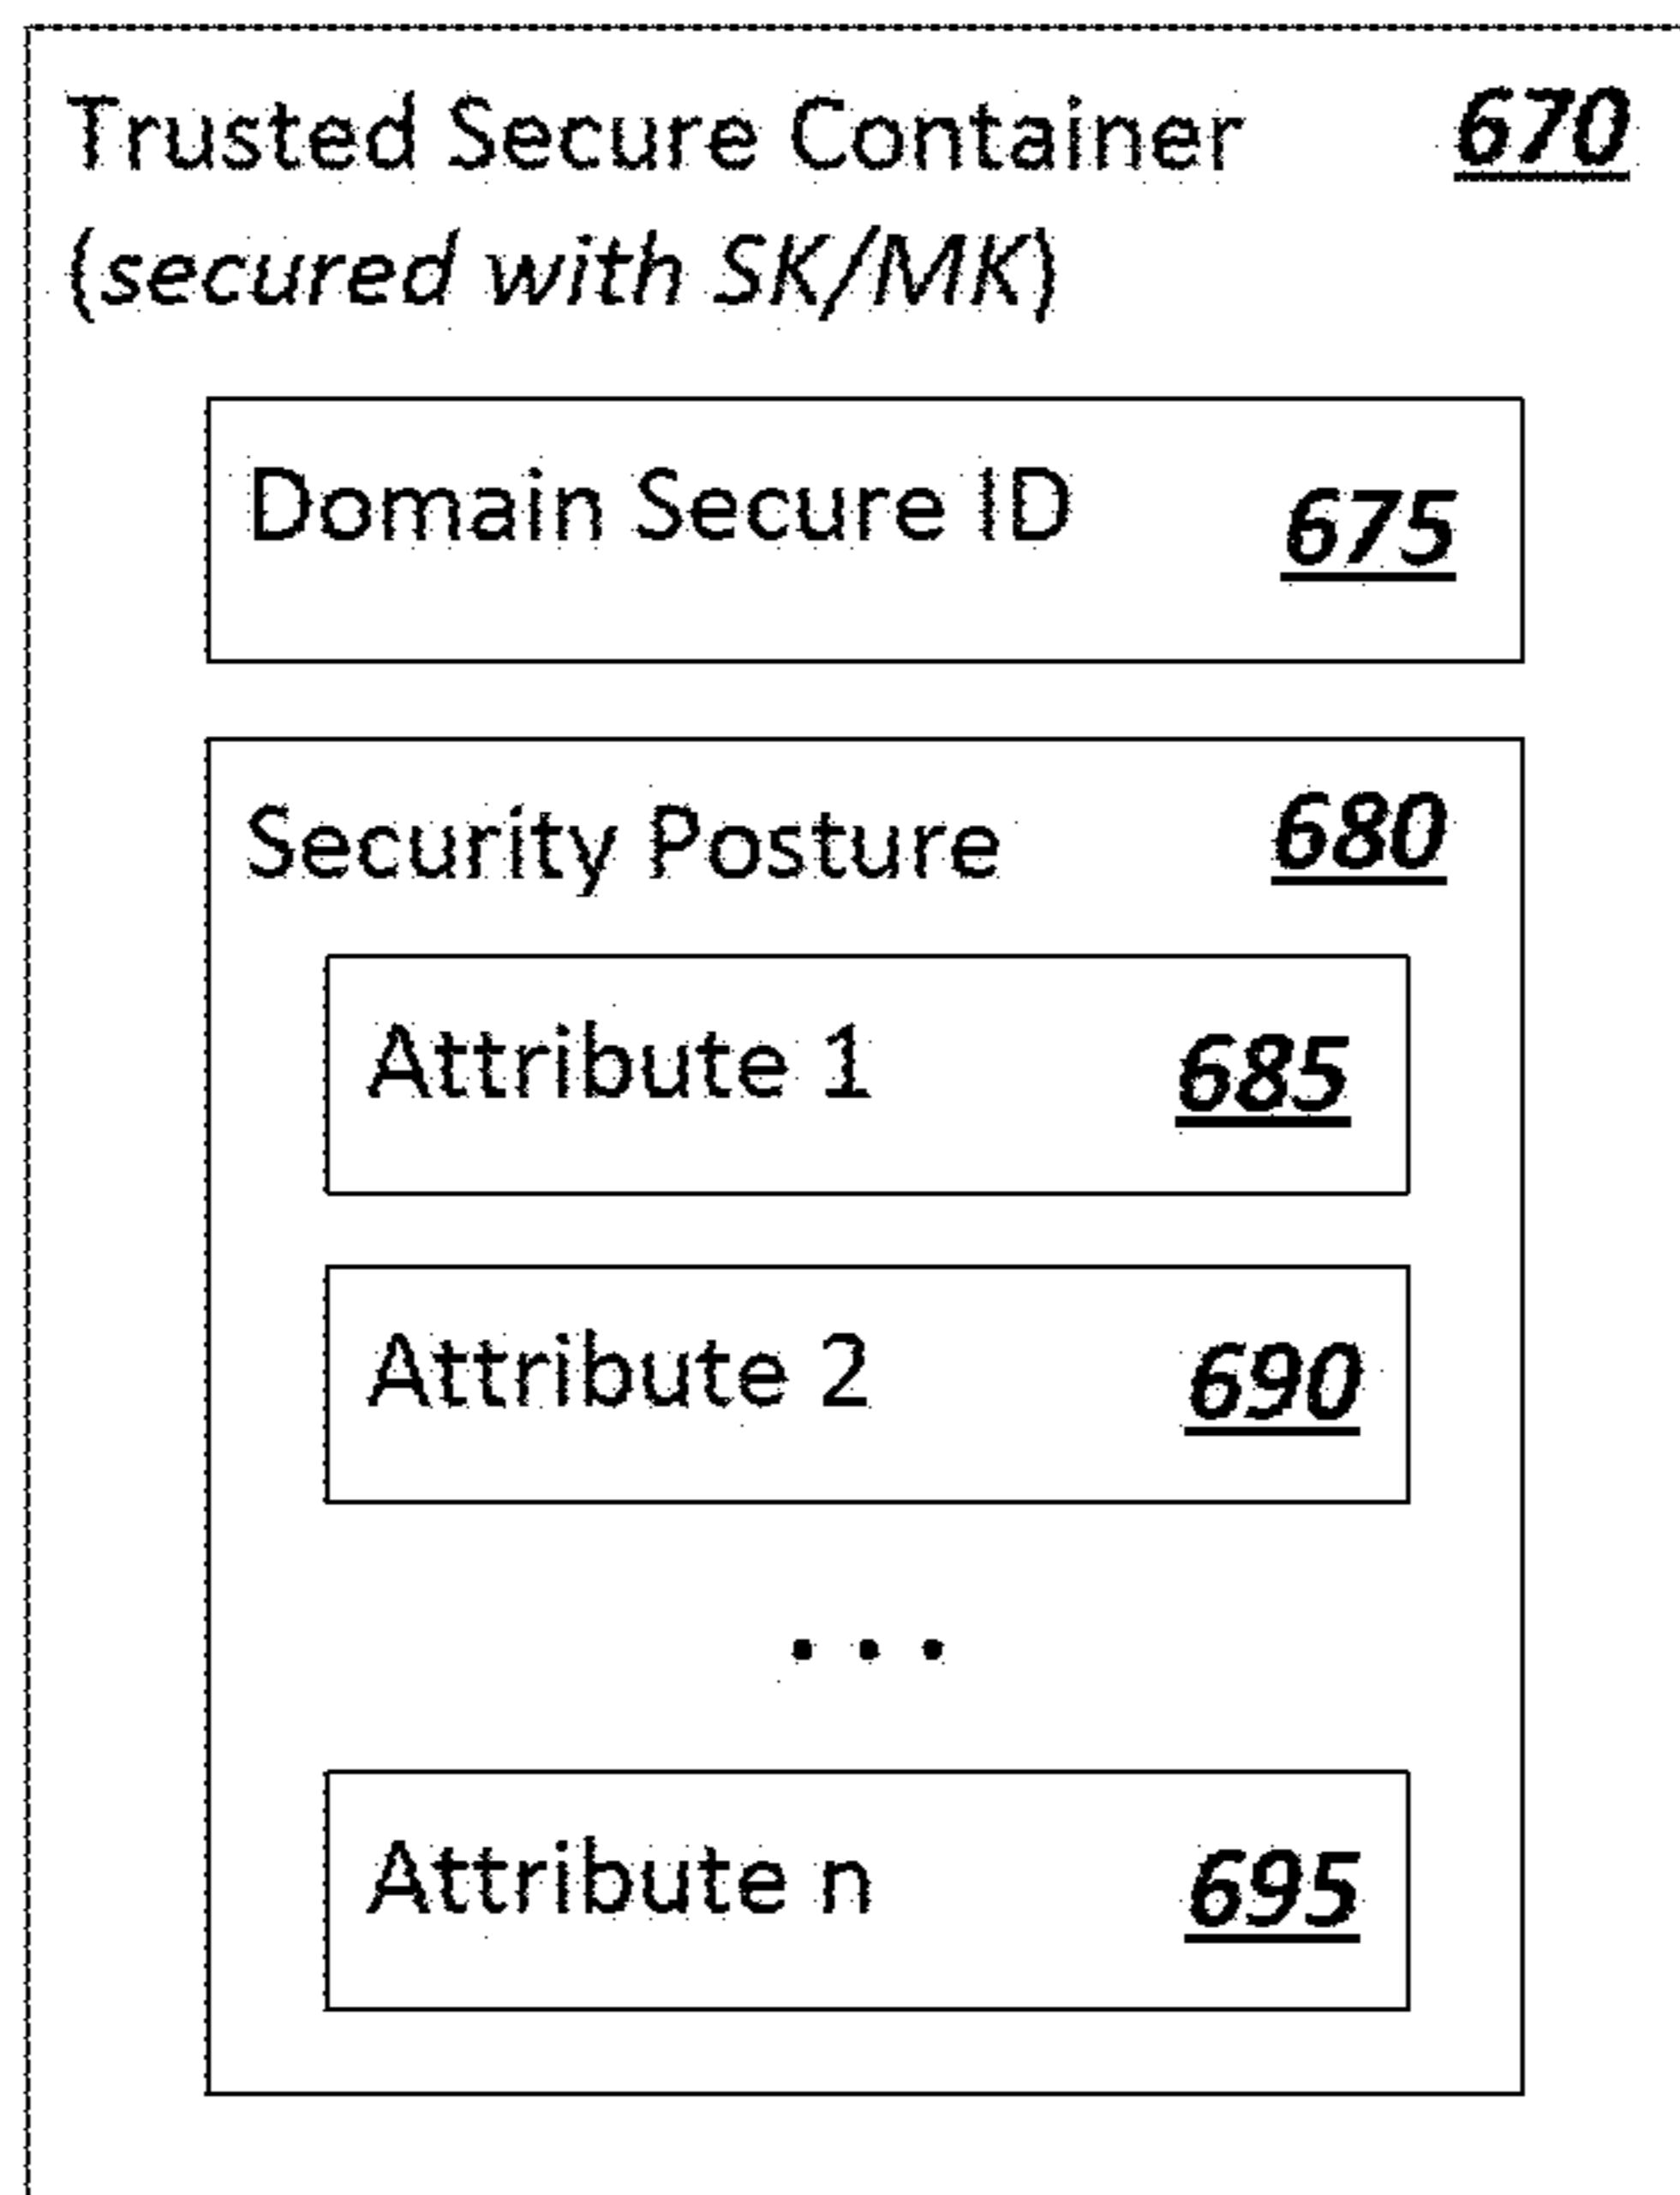 Trusted Secure Container 670
(secured with SK/MK)
Domain Secure ID 675
Security Posture 680
Attribute 1 685
Attribute 2 690
...
Attribute n 695